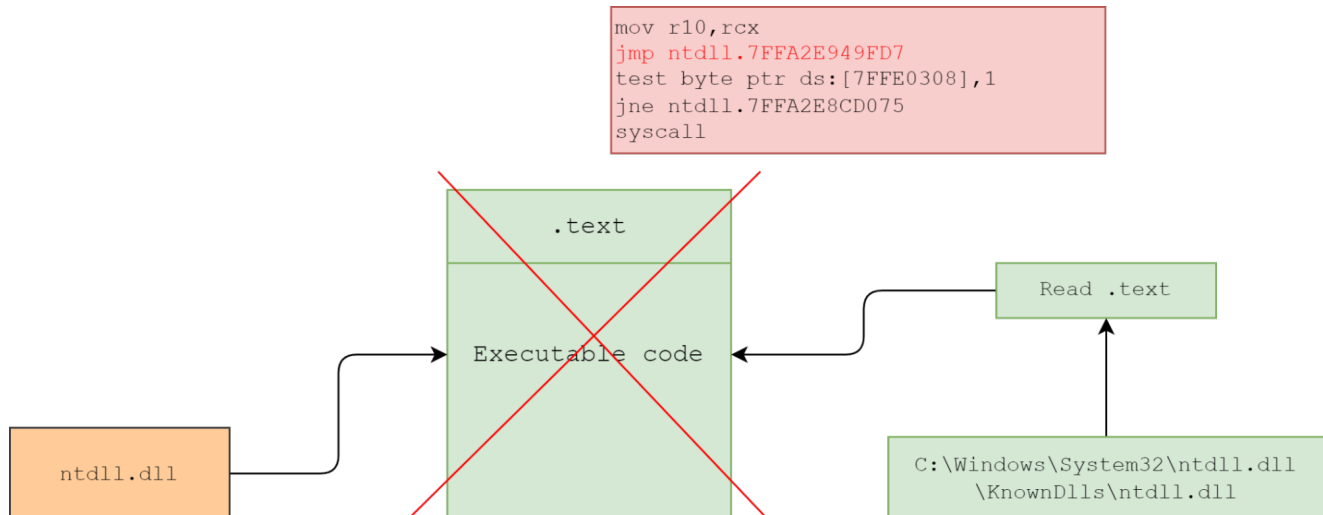 mov r10,rcx
jmp ntdll.7FFA2E949FD7
test byte ptr ds:[7FFE0308],1
jne ntdll.7FFA2E8CD075
syscall
.text
Read .text
Executable code
ntdll.dll
C:\Windows\System32\ntdll.dll
\KnownDlls\ntdll.dll